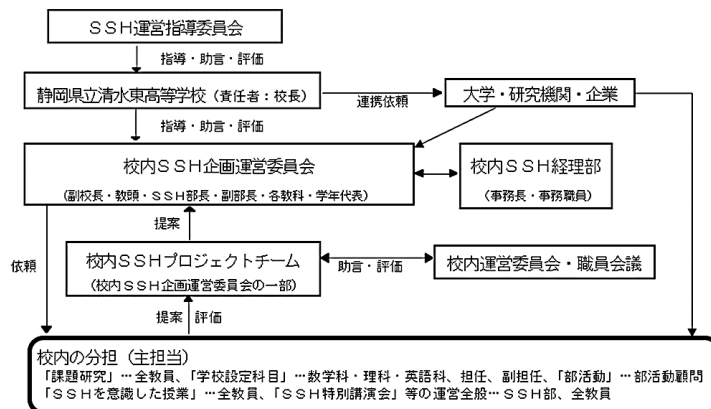 SSH運営指導委員会
指導・助言・評価
静岡県立清水東高等学校（責任者：校長）
連携依頼
大学・研究機関・企業
指導・助言・評価
校内SSH企画運営委員会
（副校長・教頭・SSH部長・副部長・各教科・学年代表）
校内SSH経理部
（事務長・事務職員）
提案
依頼
校内SSHプロジェクトチーム
（校内SSH企画運営委員会の一部）
助言・評価
校内運営委員会・職員会議
提案 評価
校内の分担（主担当）
「課題研究」…全教員、「学校設定科目」…数学科・理科・英語科、担任、副担任、「部活動」…部活動顧問
「SSHを意識した授業」…全教員、「SSH特別講演会」等の運営全般…SSH部、全教員